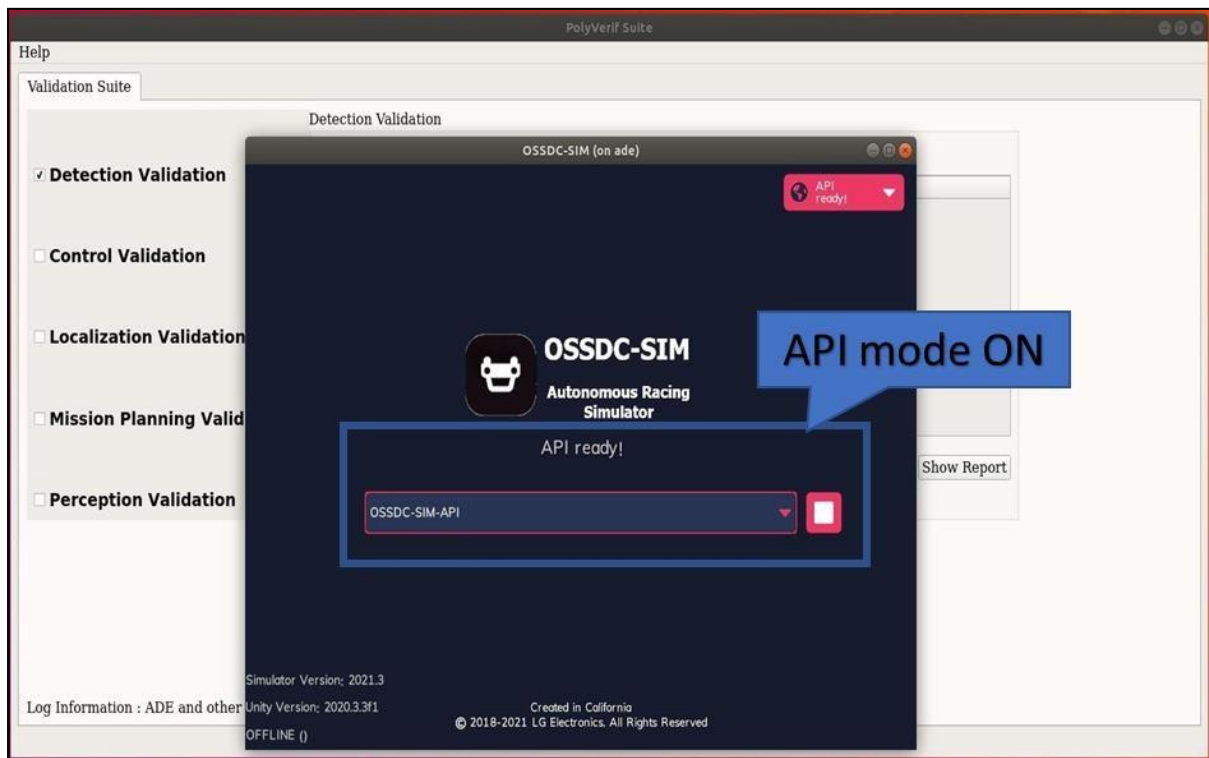 PolyVerif Suite
Help
Validation Suite
Detection Validation
OSSDC-SIM (on ade)
Detection Validation
API
ready!
Control Validation
Localization Validation
OSSDC-SIM
API mode ON
Autonomous Racing
Simulator
Mission Planning Valid
API ready!
Show Report
Perception Validation
OSSDC-SIM-API
Simulator Version: 2021.3
Log Information : ADE and other
Unity Version: 2020.3.3f1
Created in California
© 2018-2021 LG Electronics. All Rights Reserved
OFFLINE ()